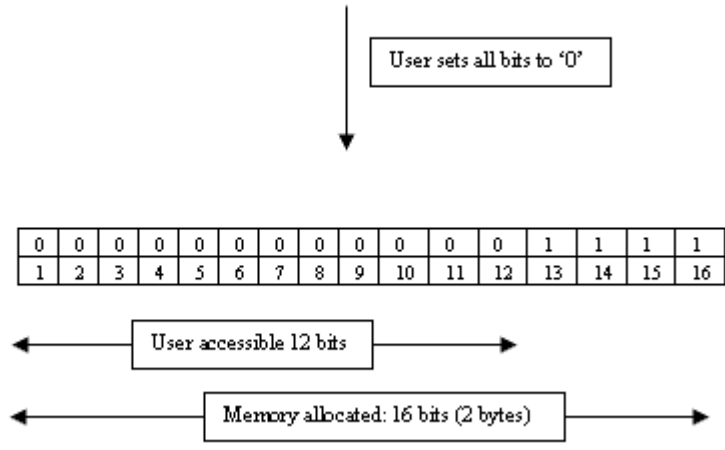 User sets all bits to ‘0’
0 0 0 0 0 0 0 0 0 0 0 0 1 1 1 1
1 2 3 4 5 6 7 8 9 10 11 12 13 14 15 16
User accessible 12 bits
Memory allocated: 16 bits (2 bytes)